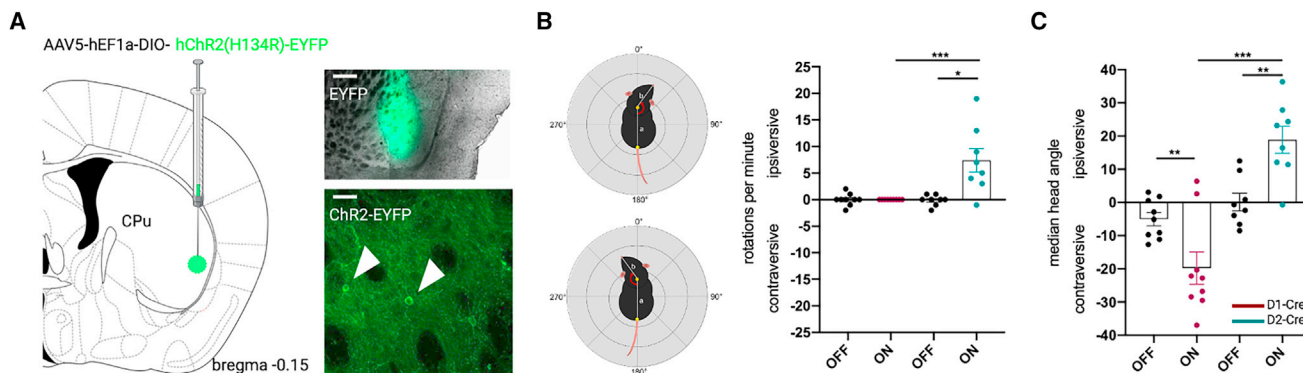 A
AAV5-hEF1a-DIO- hChR2(H134R)-EYFP
CPu
bregma -0.15
EYFP
ChR2-EYFP
B
0°
270°
90°
180°
b
a
0°
270°
90°
180°
b
a
rotations per minute
contraversive ipsiversive
25
20
15
10
5
0
-5
-10
-15
-20
-25
***
*
OFF ON OFF ON
C
median head angle
contraversive ipsiversive
40
30
20
10
0
-10
-20
-30
-40
***
**
**
D1-Cre
D2-Cre
OFF ON OFF ON